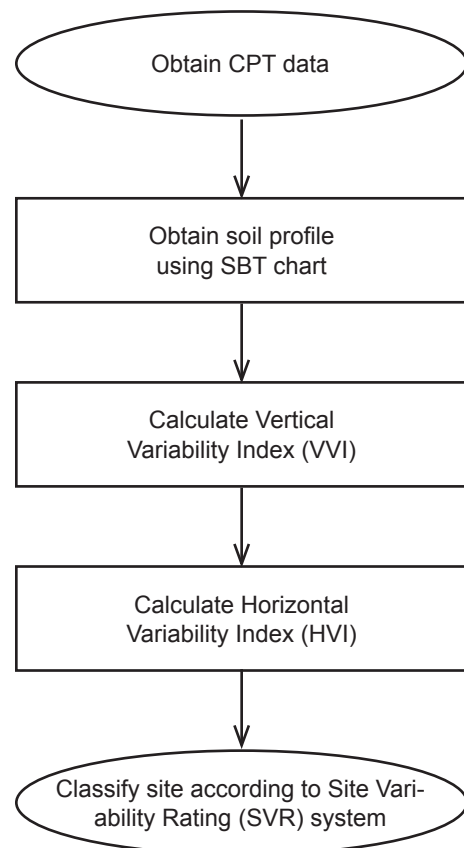 Obtain CPT data
Obtain soil profile
using SBT chart
Calculate Vertical
Variability Index (VVI)
Calculate Horizontal
Variability Index (HVI)
Classify site according to Site Vari-
ability Rating (SVR) system